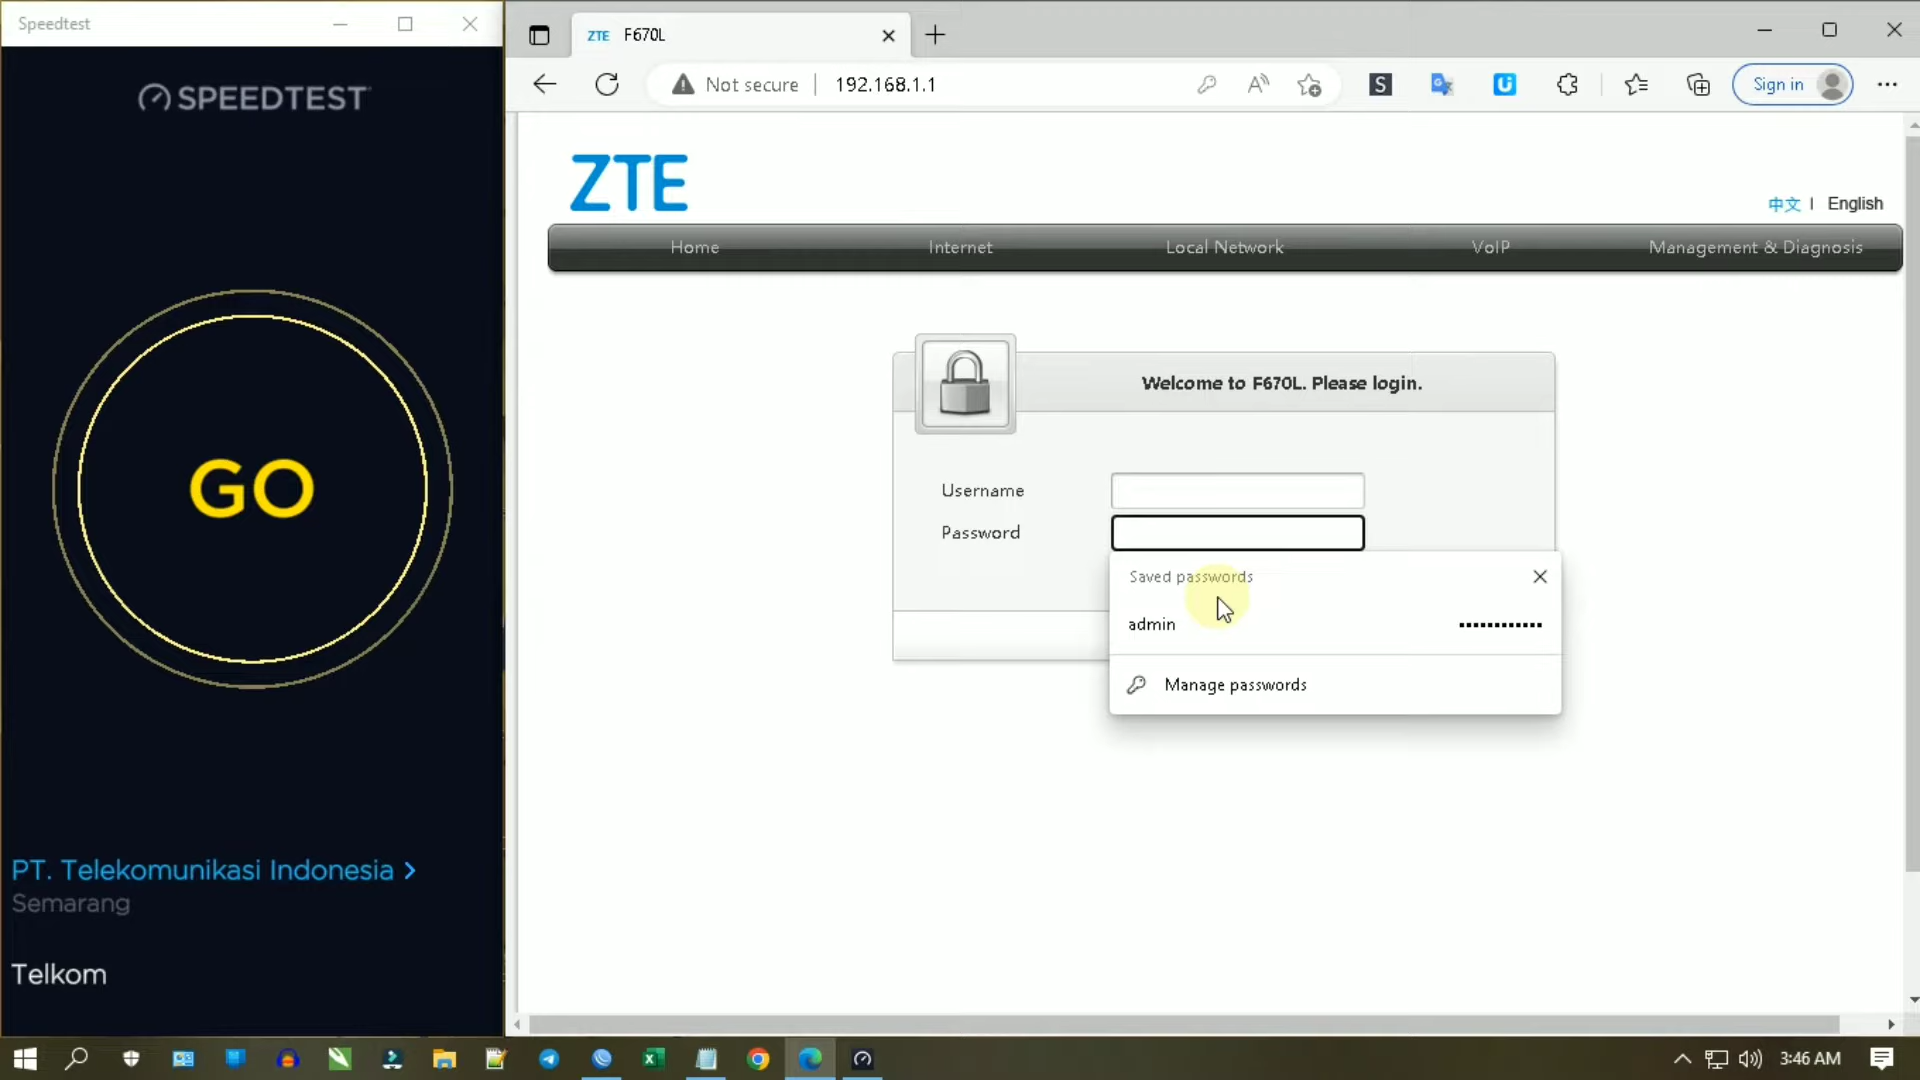 Speedtest
SPEEDTEST
GO
PT. Telekomunikasi Indonesia >
Semarang
Telkom
ZTE F670L
Not secure | 192.168.1.1
S
Sign in
ZTE
中文 | English
Home Internet Local Network VoIP Management & Diagnosis
Welcome to F670L. Please login.
Username
Password
Saved passwords
admin ••••••••••••
Manage passwords
3:46 AM